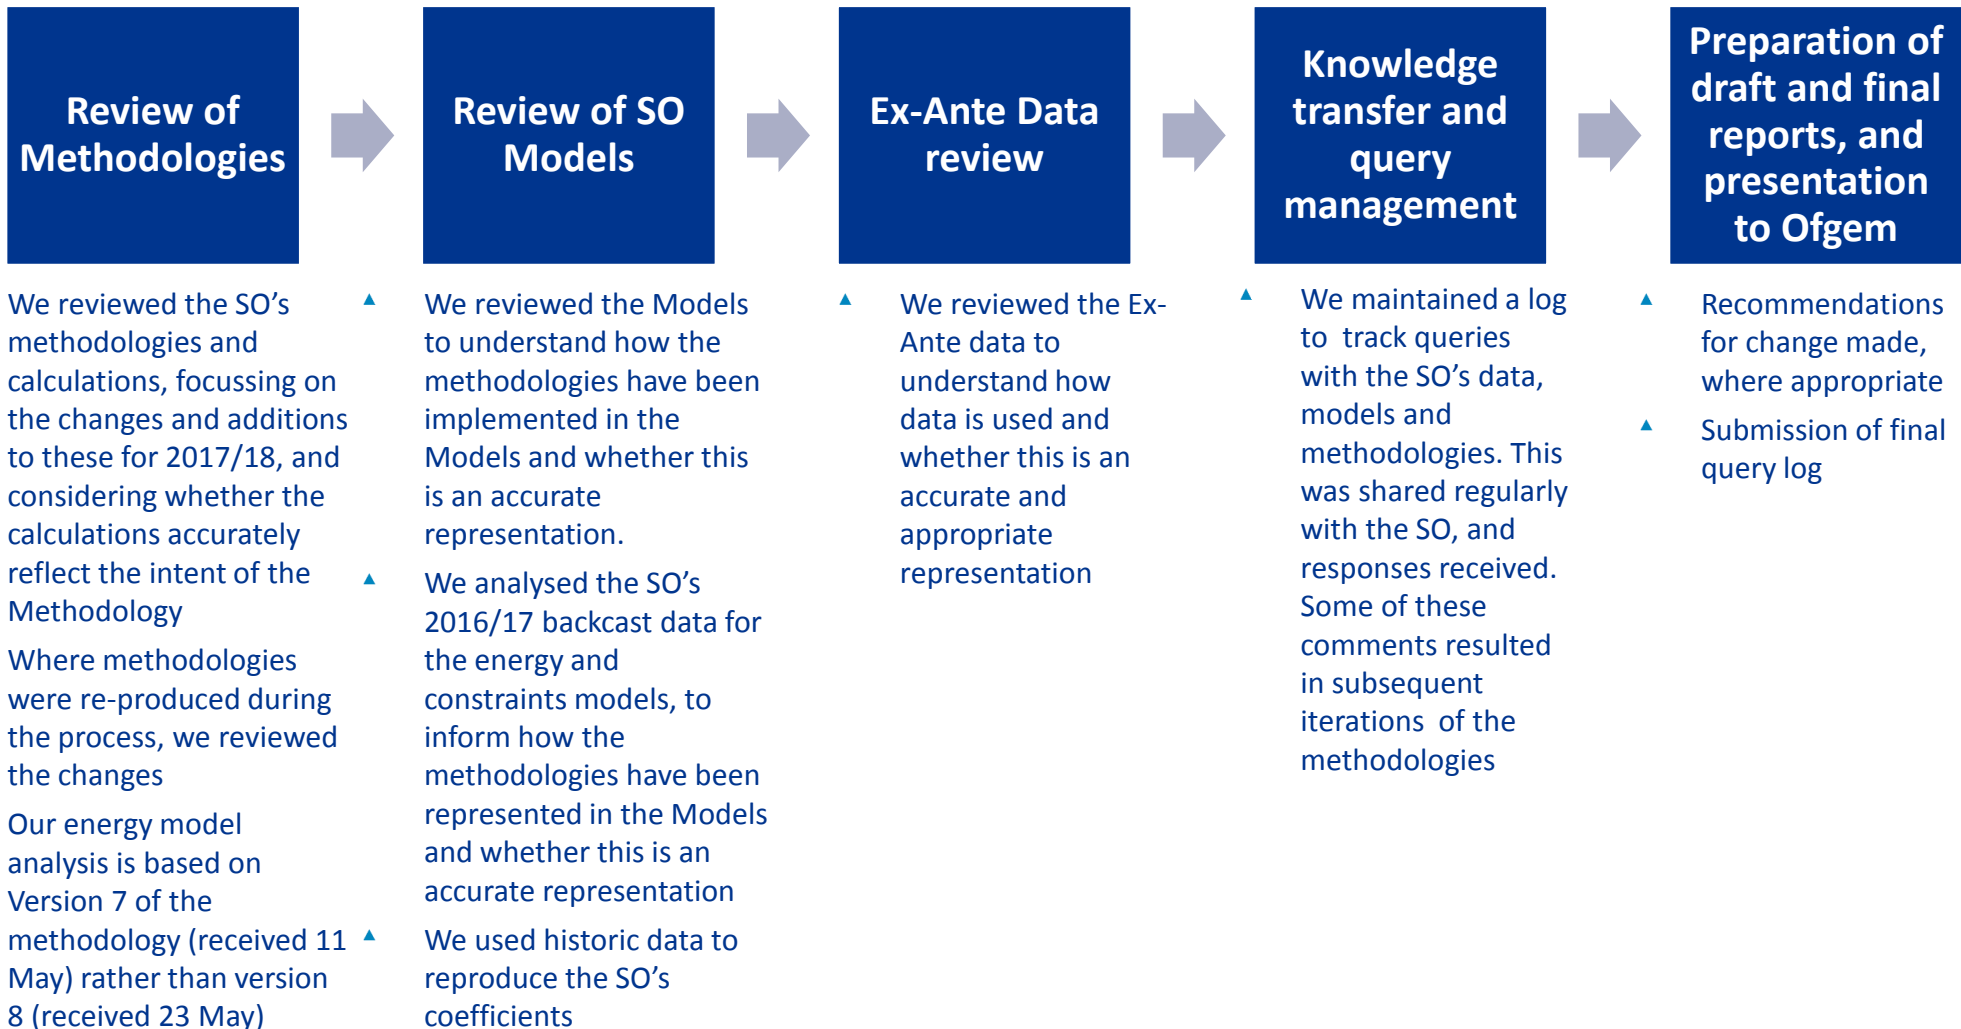 Review of
Methodologies
We reviewed the SO's
methodologies and
calculations, focussing on
the changes and additions
to these for 2017/18, and
considering whether the
calculations accurately
reflect the intent of the
Methodology
Where methodologies
were re-produced during
the process, we reviewed
the changes
Our energy model
analysis is based on
Version 7 of the
methodology (received 11
May) rather than version
8 (received 23 May)
Review of SO
Models
▲ We reviewed the Models
to understand how the
methodologies have been
implemented in the
Models and whether this
is an accurate
representation.
▲ We analysed the SO's
2016/17 backcast data for
the energy and
constraints models, to
inform how the
methodologies have been
represented in the Models
and whether this is an
accurate representation
▲ We used historic data to
reproduce the SO's
coefficients
Ex-Ante Data
review
▲ We reviewed the Ex-
Ante data to
understand how
data is used and
whether this is an
accurate and
appropriate
representation
Knowledge
transfer and
query
management
▲ We maintained a log
to track queries
with the SO's data,
models and
methodologies. This
was shared regularly
with the SO, and
responses received.
Some of these
comments resulted
in subsequent
iterations of the
methodologies
Preparation of
draft and final
reports, and
presentation
to Ofgem
▲ Recommendations
for change made,
where appropriate
▲ Submission of final
query log